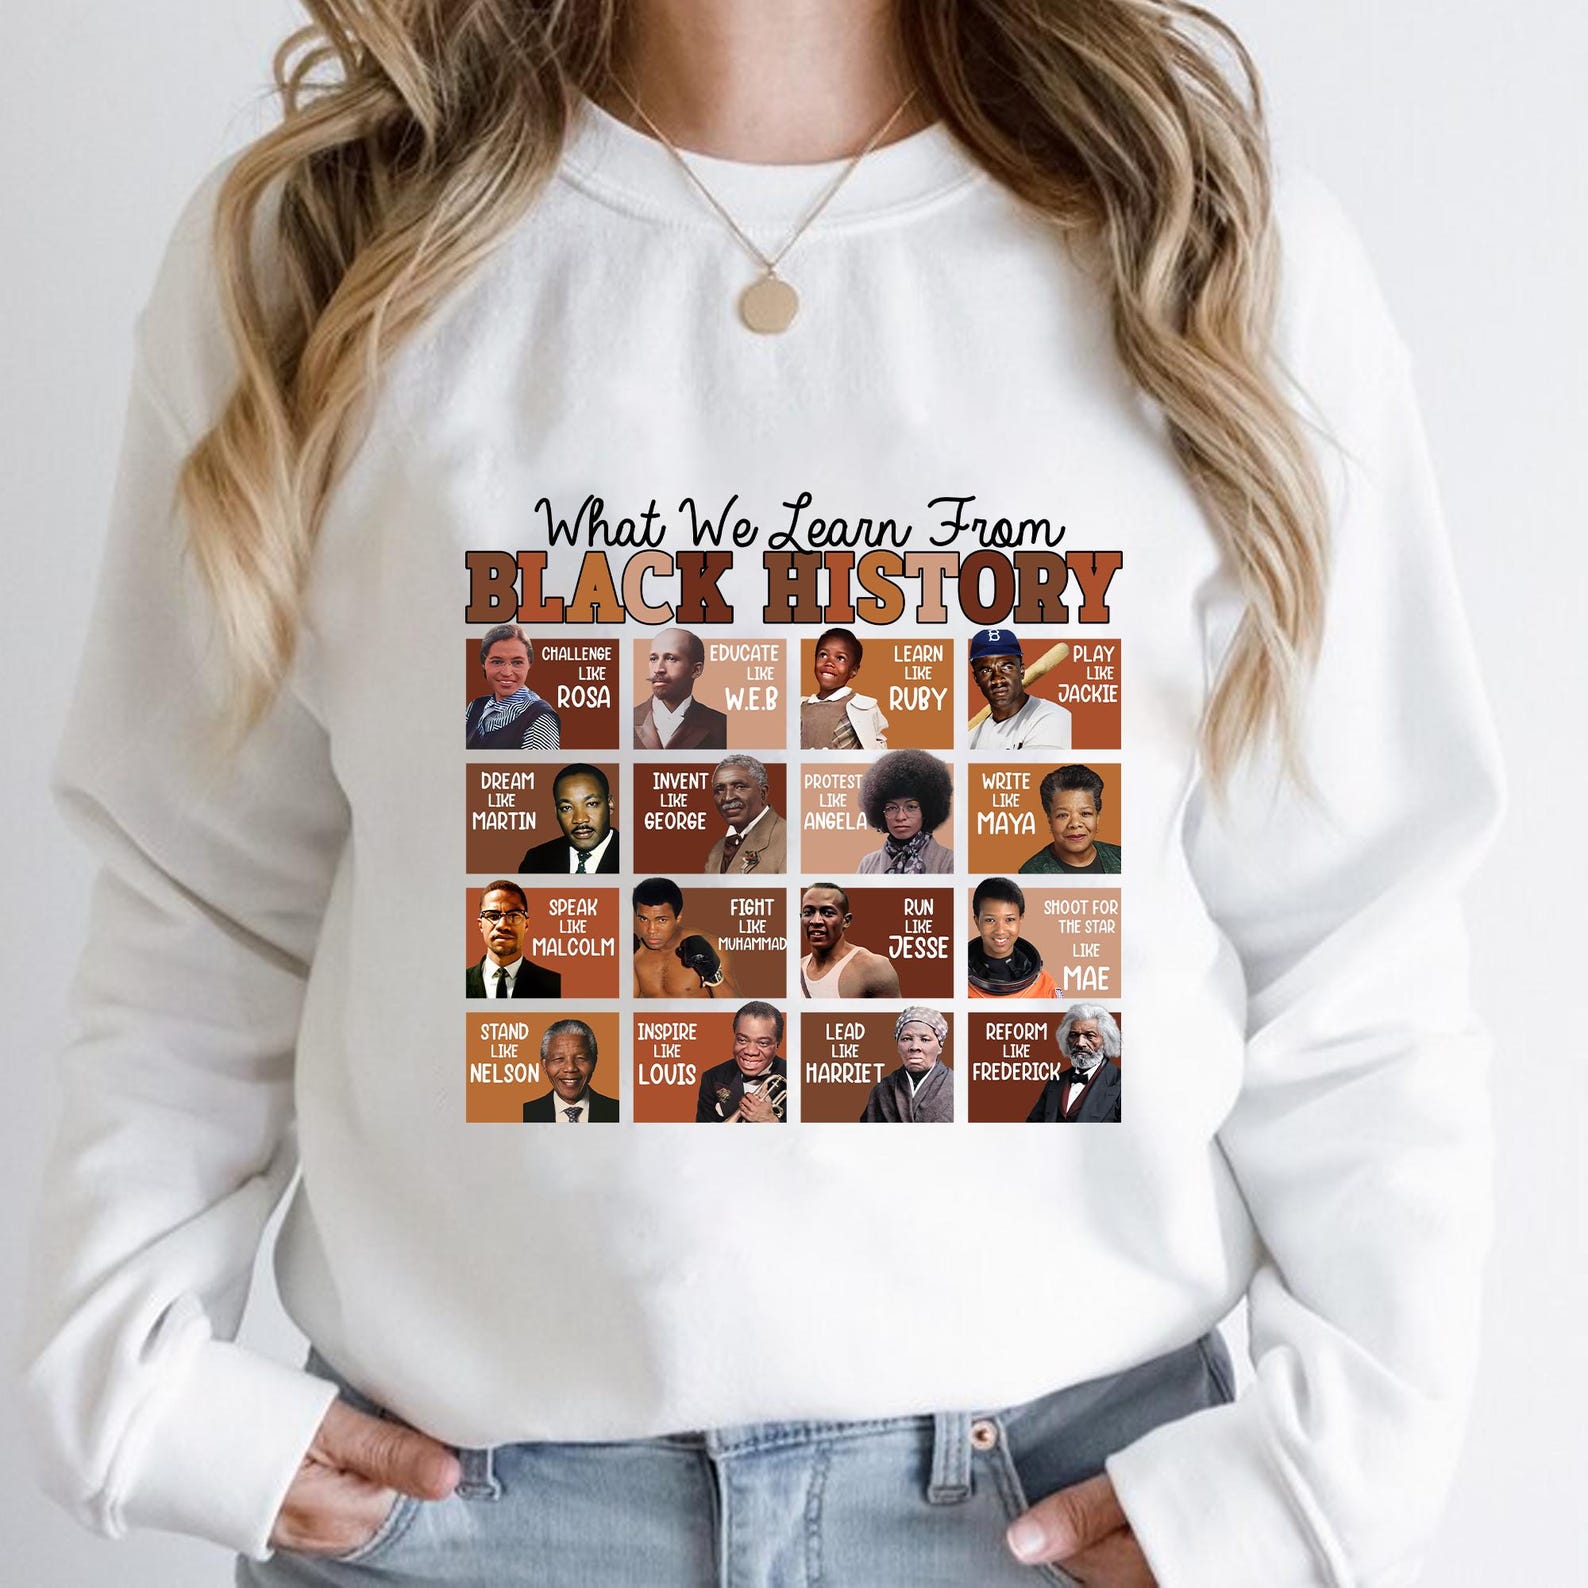 What We Learn From
BLACK HISTORY
CHALLENGE
LIKE
ROSA
EDUCATE
LIKE
W.E.B
LEARN
LIKE
RUBY
B
PLAY
LIKE
JACKIE
DREAM
LIKE
MARTIN
INVENT
LIKE
GEORGE
PROTEST
LIKE
ANGELA
WRITE
LIKE
MAYA
SPEAK
LIKE
MALCOLM
FIGHT
LIKE
MUHAMMAD
RUN
LIKE
JESSE
SHOOT FOR
THE STAR
LIKE
MAE
STAND
LIKE
NELSON
INSPIRE
LIKE
LOUIS
LEAD
LIKE
HARRIET
REFORM
LIKE
FREDERICK